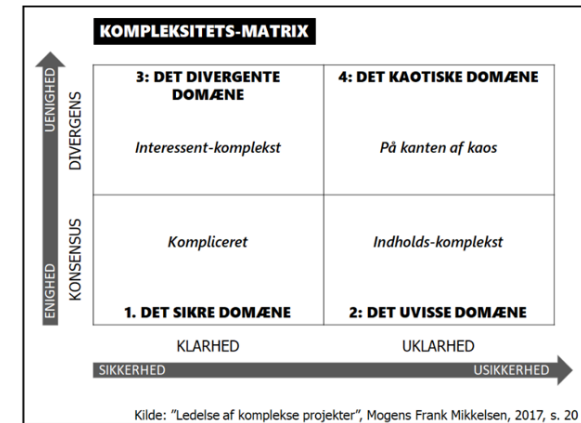 KOMPLEKSITETS-MATRIX
3: DET DIVERGENTE
DOMÆNE
4: DET KAOTISKE DOMÆNE
Interessent-komplekst
På kanten af kaos
UENIGHED
DIVERGENS
Kompliceret
Indholds-komplekst
ENIGHED
KONSENSUS
1. DET SIKRE DOMÆNE
2: DET UVISSE DOMÆNE
KLARHED
UKLARHED
SIKKERHED
USIKKERHED
Kilde: "Ledelse af komplekse projekter", Mogens Frank Mikkelsen, 2017, s. 20